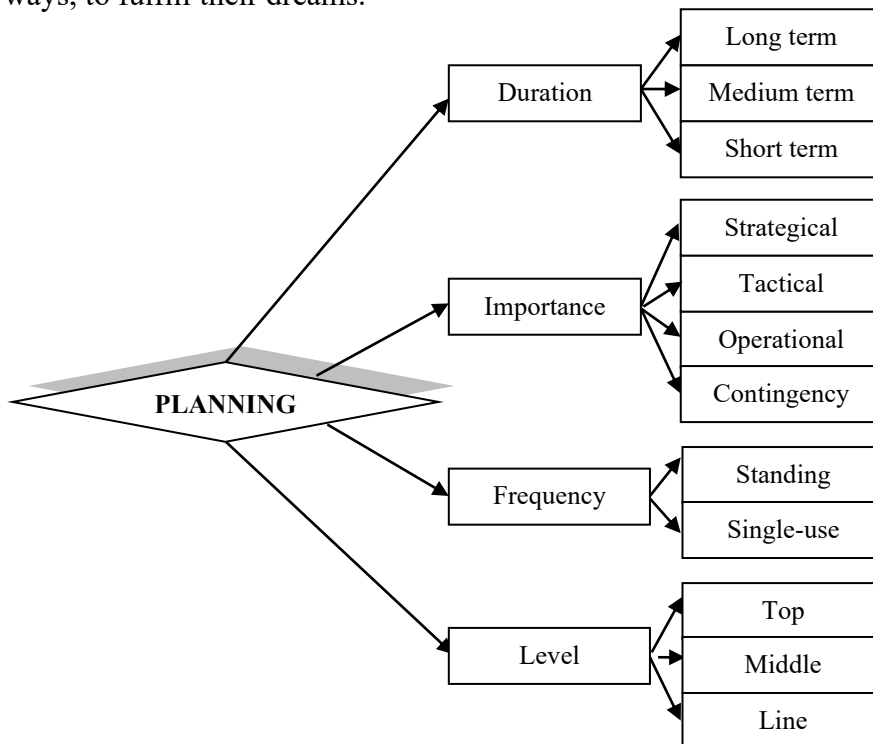 ways, to fulfill their dreams.
Long term
Duration
Medium term
Short term
Strategical
Importance
Tactical
Operational
Contingency
PLANNING
Standing
Frequency
Single-use
Top
Level
Middle
Line